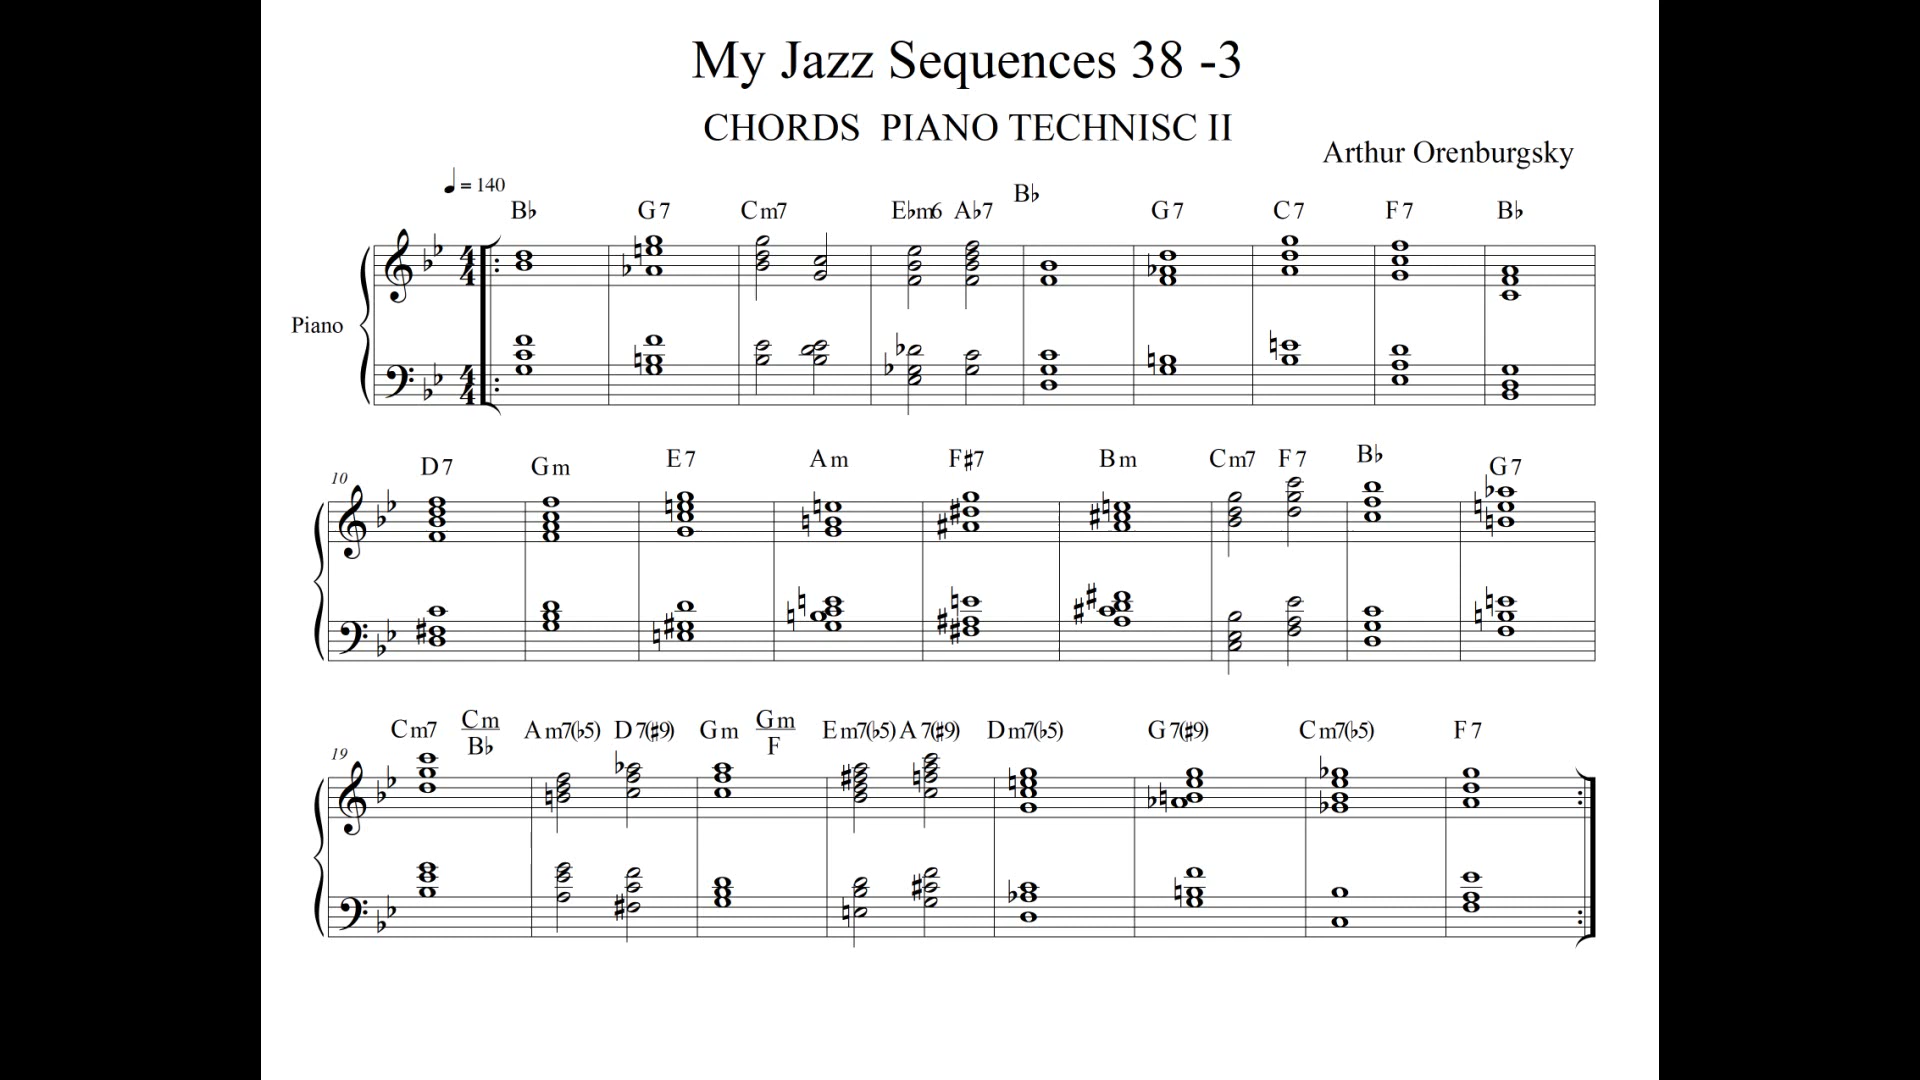 My Jazz Sequences 38 -3
CHORDS PIANO TECHNISC II
Arthur Orenburgsky
♩ = 140
B♭ G7 Cm7 E♭m6 A♭7 B♭ G7 C7 F7 B♭
Piano
10
D7 Gm E7 Am F#7 Bm Cm7 F7 B♭ G7
19
Cm7 Cm/B♭ Am7(♭5) D7(#9) Gm Gm/F Em7(♭5) A7(#9) Dm7(♭5) G7(#9) Cm7(♭5) F7